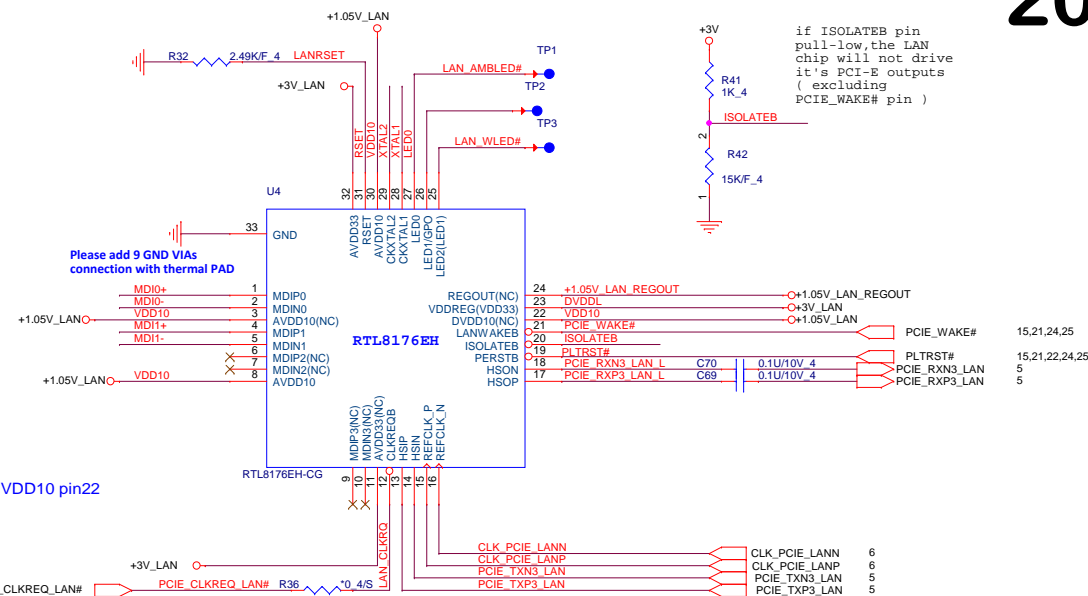 20
+1.05V_LAN
R32
2.49K/F_4
LANRSET
+3V_LAN
RSET
VDD10
XTAL2
XTAL1
LED0
LAN_AMBLED#
TP1
TP2
TP3
LAN_WLED#
+3V
R41
1K_4
ISOLATEB
2
R42
15K/F_4
1
if ISOLATEB pin
pull-low,the LAN
chip will not drive
it's PCI-E outputs
( excluding
PCIE_WAKE# pin )
U4
32
31
30
29
28
27
26
25
AVDD33
RSET
AVDD10
CKXTAL2
CKXTAL1
LED0
LED1/GPO
LED2(LED1)
33
GND
Please add 9 GND VIAs
connection with thermal PAD
MDI0+ 1 MDIP0
MDI0- 2 MDIN0
+1.05V_LAN VDD10 3 AVDD10(NC)
MDI1+ 4 MDIP1
MDI1- 5 MDIN1
6 MDIP2(NC)
7 MDIN2(NC)
+1.05V_LAN VDD10 8 AVDD10
RTL8176EH
REGOUT(NC) 24 +1.05V_LAN_REGOUT +1.05V_LAN_REGOUT
VDDREG(VDD33) 23 DVDDL +3V_LAN
DVDD10(NC) 22 VDD10 +1.05V_LAN
LANWAKEB 21 PCIE_WAKE# PCIE_WAKE# 15,21,24,25
ISOLATEB 20 ISOLATEB
PERSTB 19 PLTRST# PLTRST# 15,21,22,24,25
HSON 18 PCIE_RXN3_LAN_L C70 0.1U/10V_4 PCIE_RXN3_LAN 5
HSOP 17 PCIE_RXP3_LAN_L C69 0.1U/10V_4 PCIE_RXP3_LAN 5
MDIP3(NC)
MDIN3(NC)
AVDD33(NC)
CLKREQB
HSIP
HSIN
REFCLK_P
REFCLK_N
RTL8176EH-CG
9
10
11
12
13
14
15
16
VDD10 pin22
LAN_CLKRQ
CLK_PCIE_LANN CLK_PCIE_LANN 6
CLK_PCIE_LANP CLK_PCIE_LANP 6
PCIE_TXN3_LAN PCIE_TXN3_LAN 5
PCIE_TXP3_LAN PCIE_TXP3_LAN 5
+3V_LAN
_CLKREQ_LAN# PCIE_CLKREQ_LAN# R36 *0_4/S